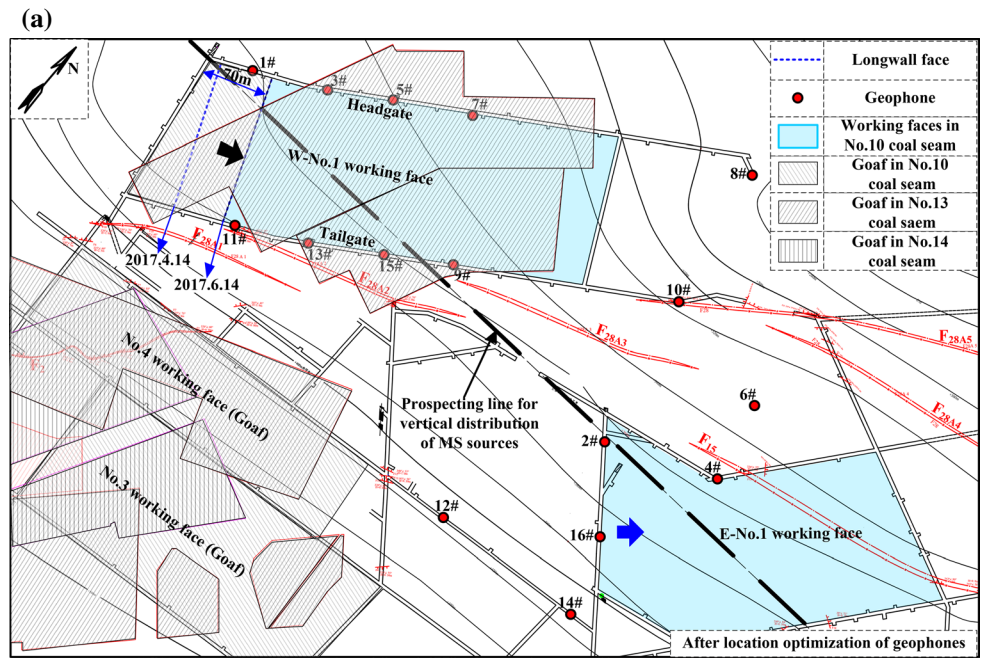 (a)
N
1#
70m
3#
5#
7#
Headgate
W-No.1 working face
8#
11#
Tailgate
13#
15#
9#
10#
F28A1
F28A2
F28A3
F28A5
F28A4
F15
2017.4.14
2017.6.14
No.4 working face (Goaf)
No.3 working face (Goaf)
Prospecting line for
vertical distribution
of MS sources
6#
2#
4#
12#
16#
E-No.1 working face
14#
Longwall face
Geophone
Working faces in
No.10 coal seam
Goaf in No.10
coal seam
Goaf in No.13
coal saem
Goaf in No.14
coal seam
After location optimization of geophones